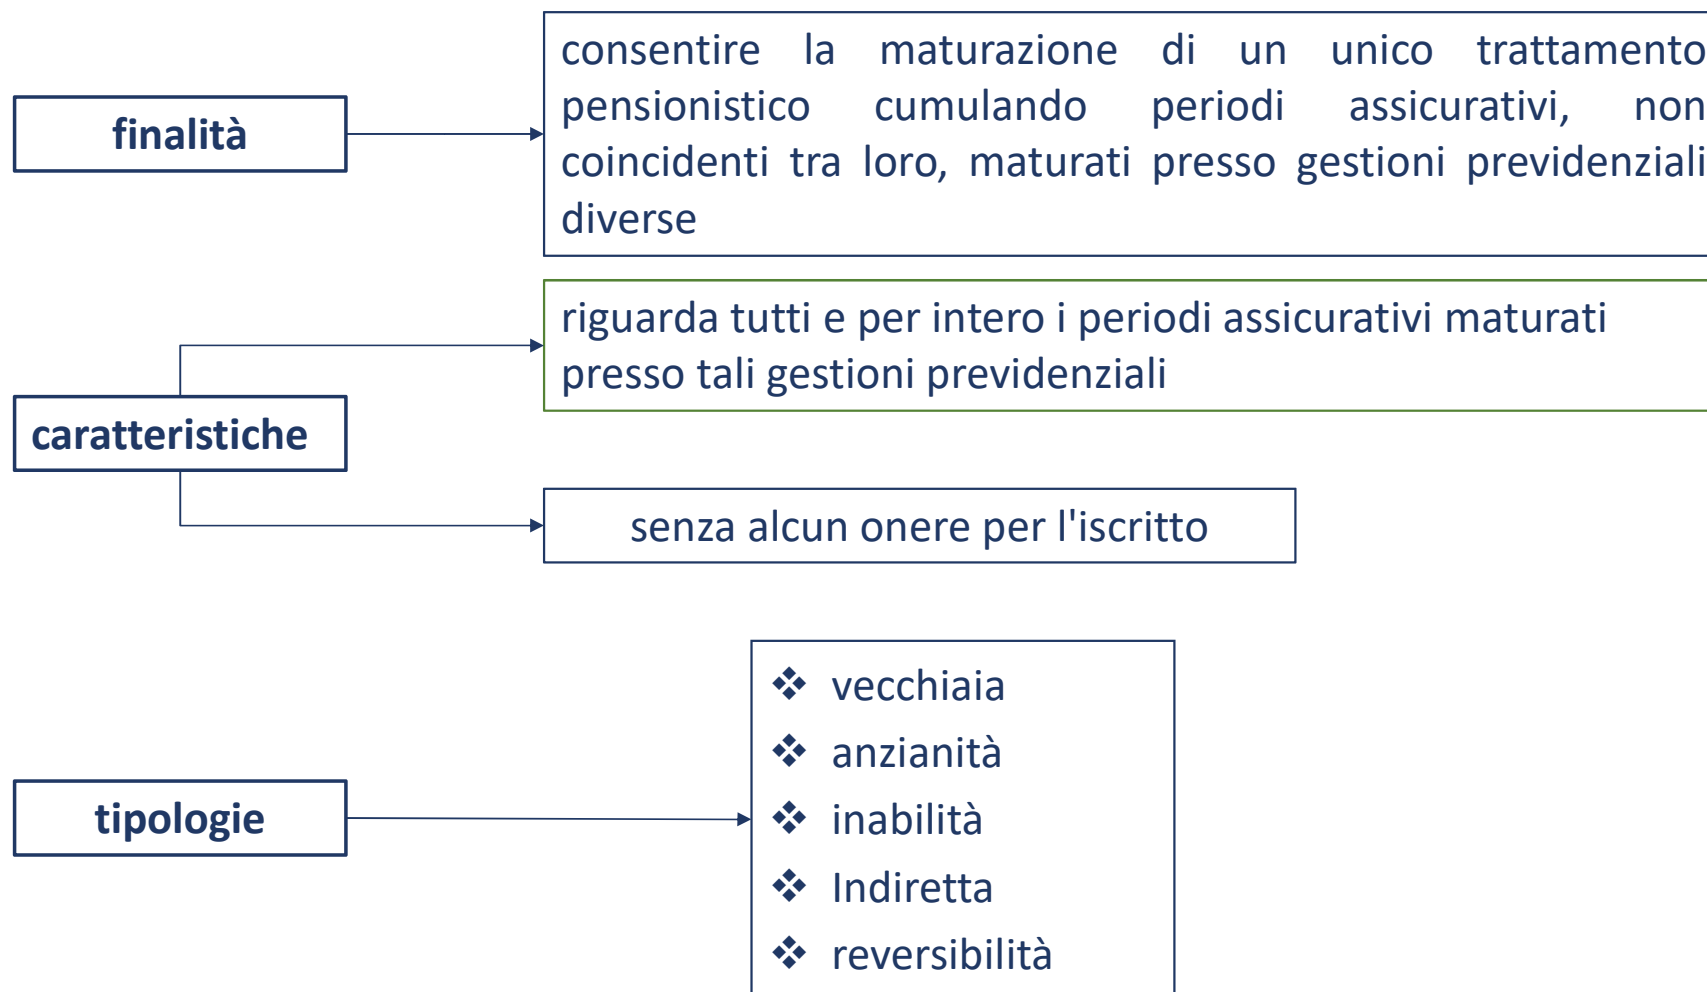 finalità
consentire la maturazione di un unico trattamento
pensionistico cumulando periodi assicurativi, non
coincidenti tra loro, maturati presso gestioni previdenziali
diverse
caratteristiche
riguarda tutti e per intero i periodi assicurativi maturati
presso tali gestioni previdenziali
senza alcun onere per l'iscritto
tipologie
❖ vecchiaia
❖ anzianità
❖ inabilità
❖ Indiretta
❖ reversibilità